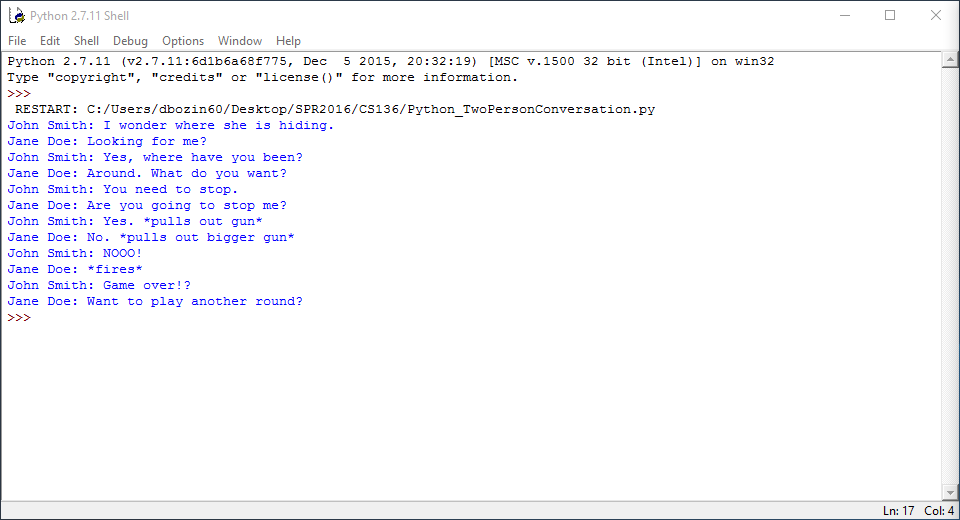 Python 2.7.11 Shell
File Edit Shell Debug Options Window Help
Python 2.7.11 (v2.7.11:6d1b6a68f775, Dec  5 2015, 20:32:19) [MSC v.1500 32 bit (Intel)] on win32
Type "copyright", "credits" or "license()" for more information.
>>>
 RESTART: C:/Users/dbozin60/Desktop/SPR2016/CS136/Python_TwoPersonConversation.py
John Smith: I wonder where she is hiding.
Jane Doe: Looking for me?
John Smith: Yes, where have you been?
Jane Doe: Around. What do you want?
John Smith: You need to stop.
Jane Doe: Are you going to stop me?
John Smith: Yes. *pulls out gun*
Jane Doe: No. *pulls out bigger gun*
John Smith: NOOO!
Jane Doe: *fires*
John Smith: Game over!?
Jane Doe: Want to play another round?
>>>
Ln: 17 Col: 4